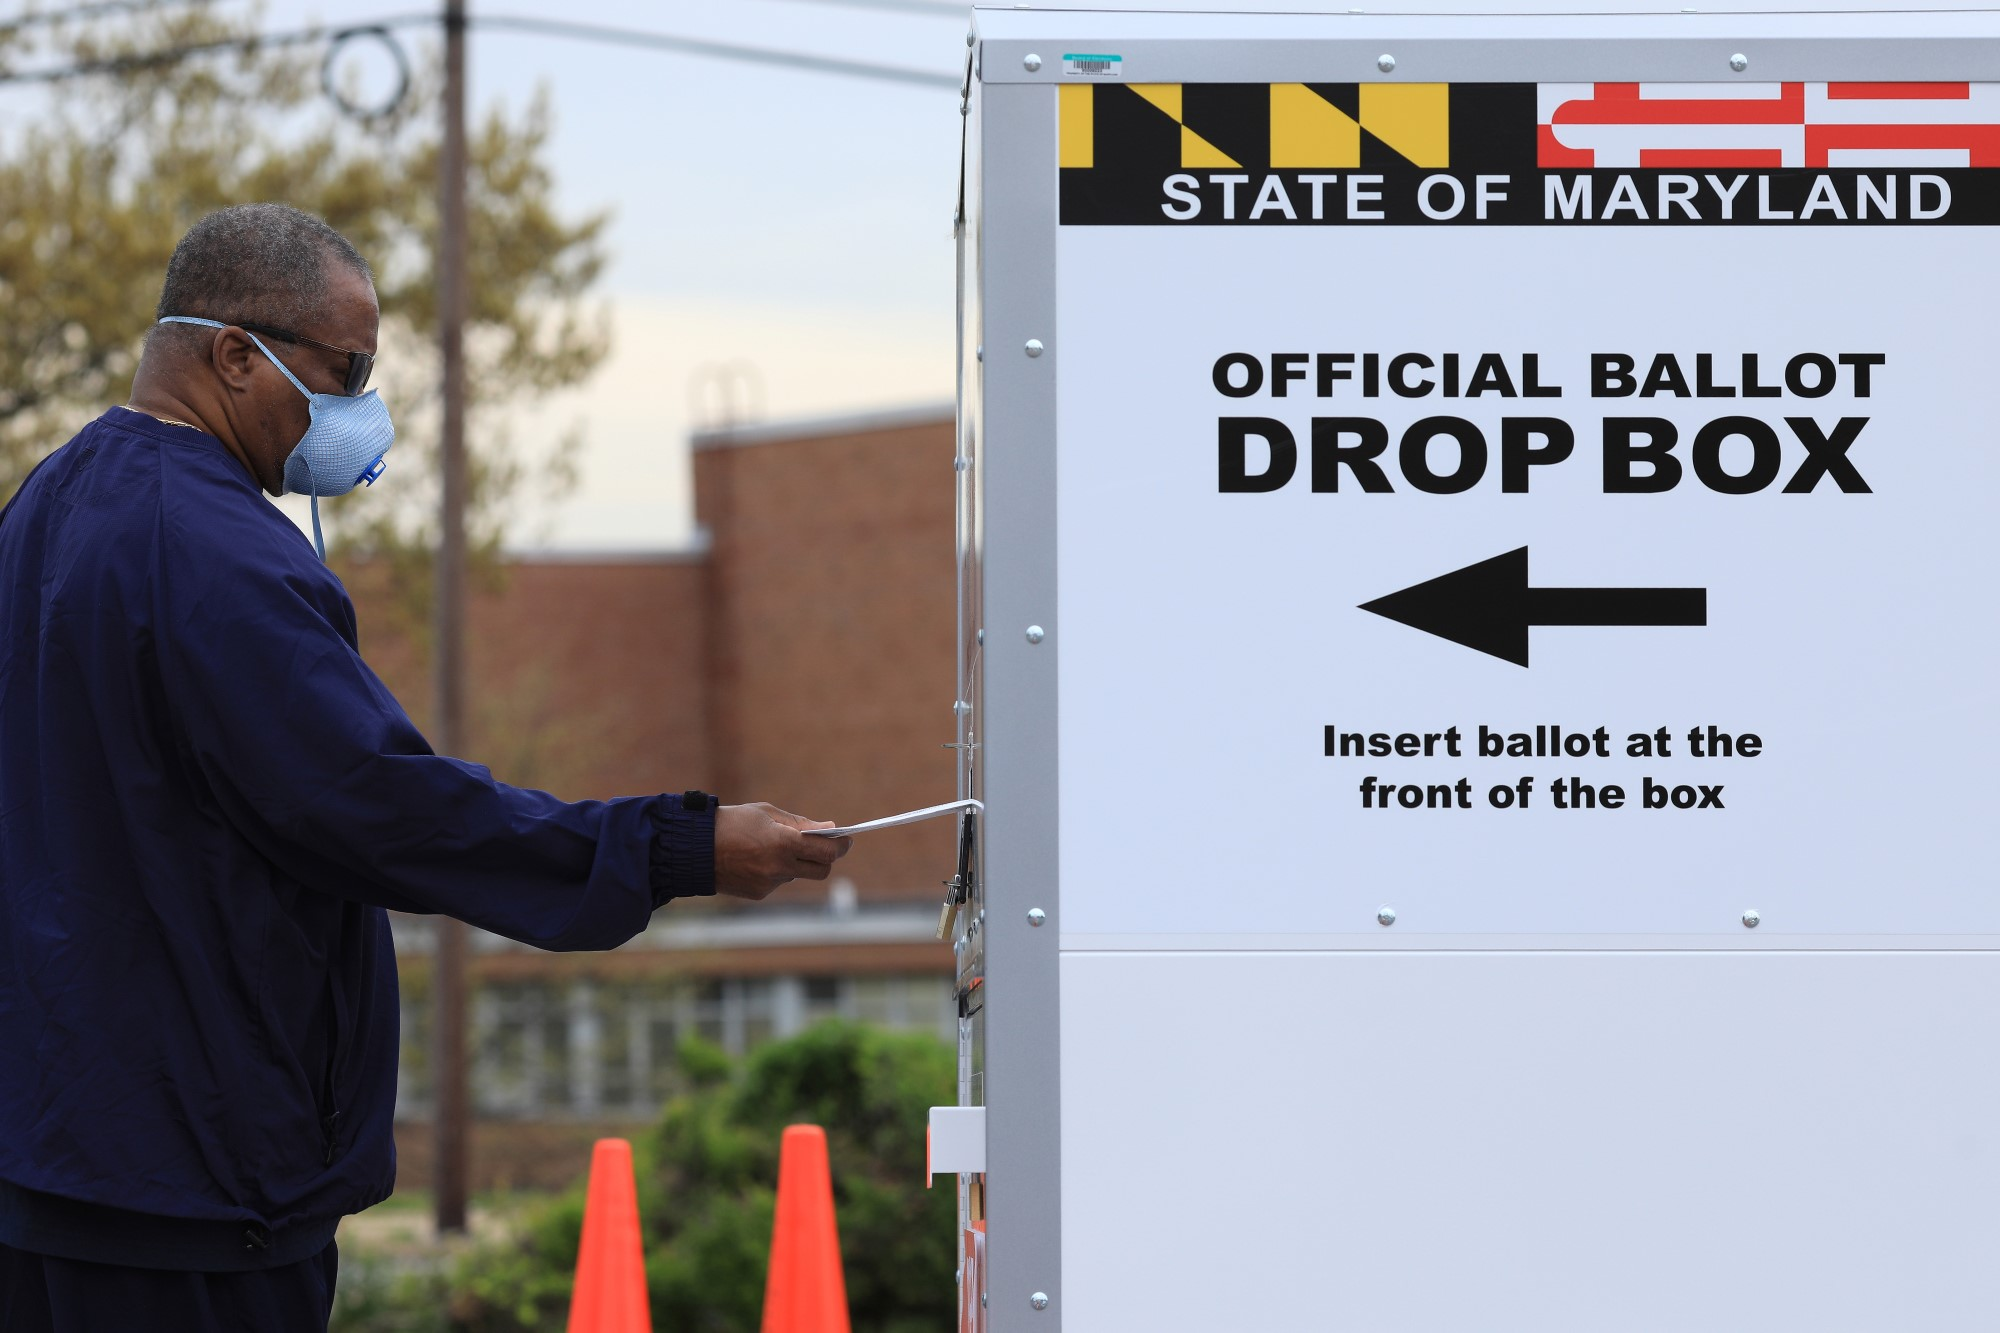 STATE OF MARYLAND
OFFICIAL BALLOT
DROP BOX
Insert ballot at the
front of the box